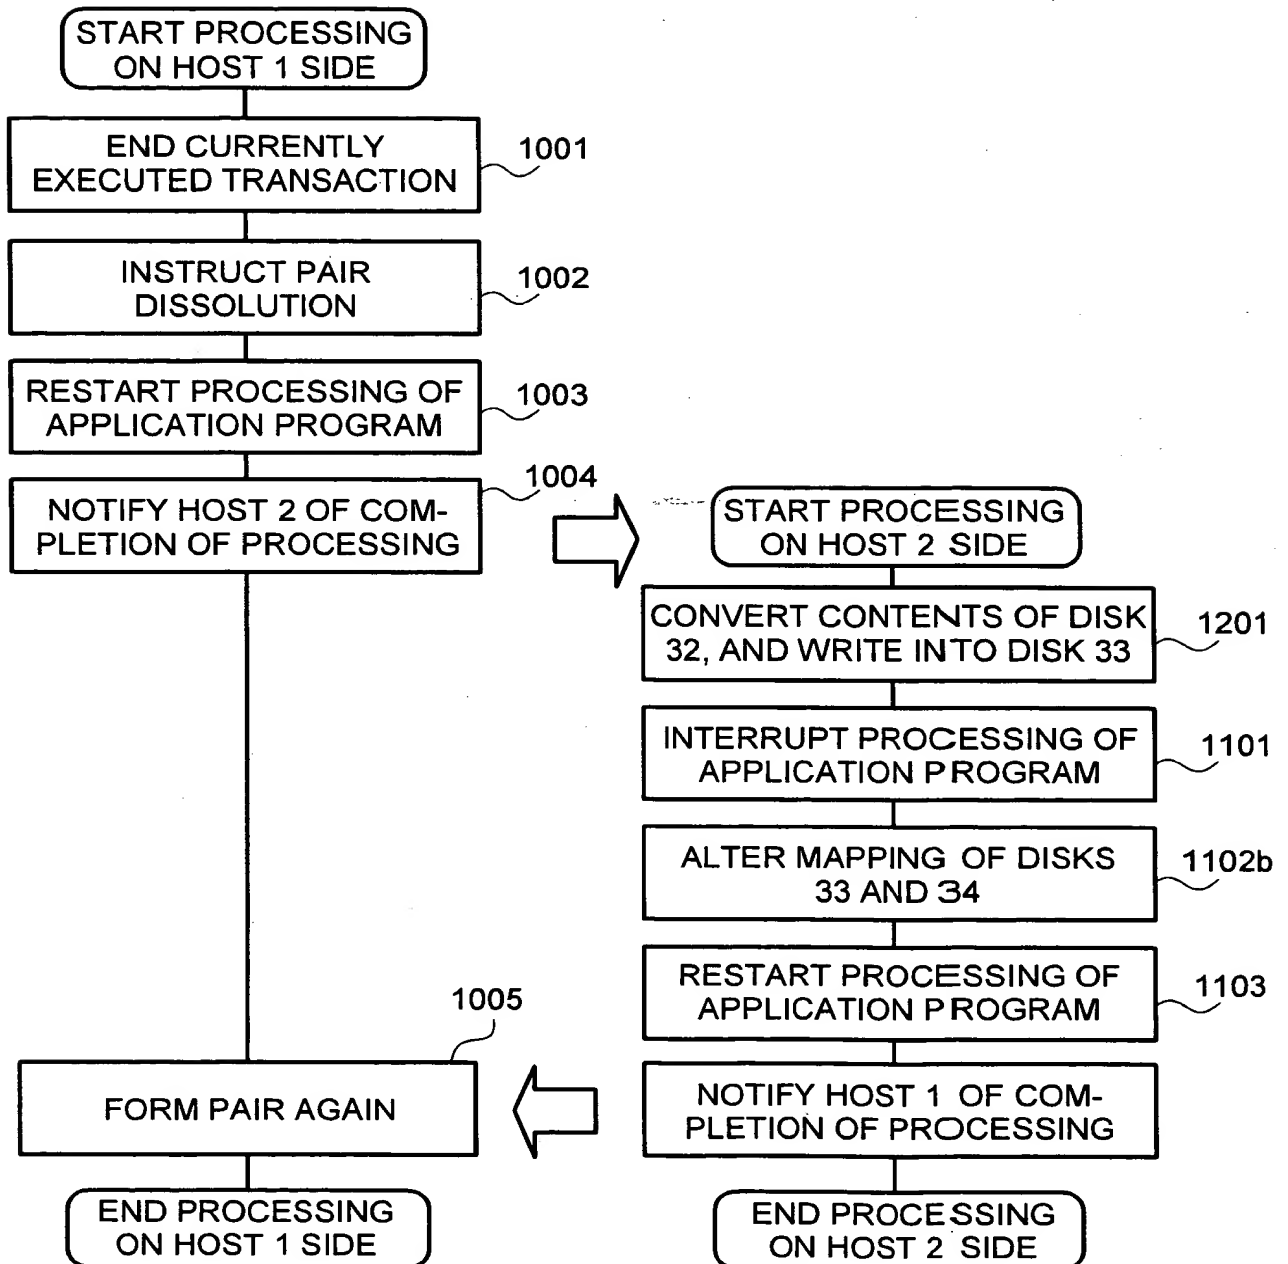 START PROCESSING
ON HOST 1 SIDE
END CURRENTLY
EXECUTED TRANSACTION
1001
INSTRUCT PAIR
DISSOLUTION
1002
RESTART PROCESSING OF
APPLICATION PROGRAM
1003
NOTIFY HOST 2 OF COM-
PLETION OF PROCESSING
1004
START PROCESSING
ON HOST 2 SIDE
CONVERT CONTENTS OF DISK
32, AND WRITE INTO DISK 33
1201
INTERRUPT PROCESSING OF
APPLICATION PROGRAM
1101
ALTER MAPPING OF DISKS
33 AND 34
1102b
RESTART PROCESSING OF
APPLICATION PROGRAM
1103
NOTIFY HOST 1 OF COM-
PLETION OF PROCESSING
1005
FORM PAIR AGAIN
END PROCESSING
ON HOST 1 SIDE
END PROCESSING
ON HOST 2 SIDE